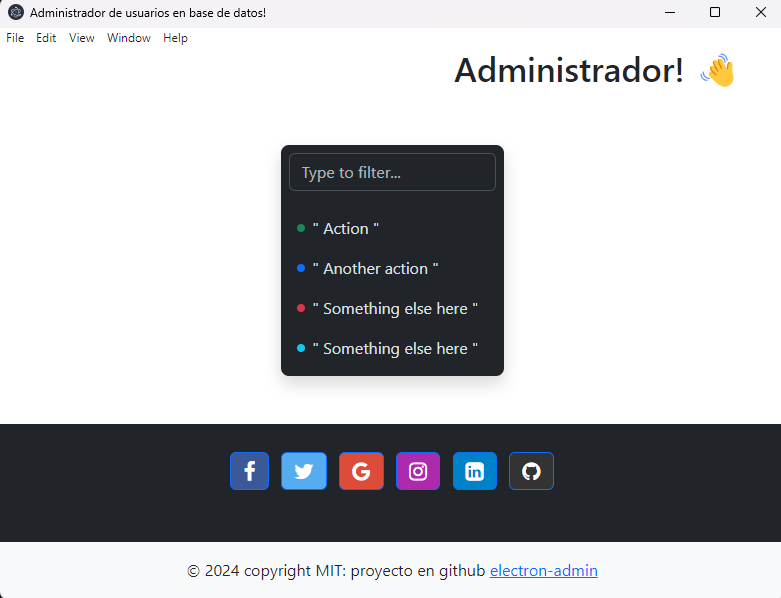 Administrador de usuarios en base de datos!
File Edit View Window Help
Administrador! 👋
Type to filter...
" Action "
" Another action "
" Something else here "
" Something else here "
© 2024 copyright MIT: proyecto en github electron-admin